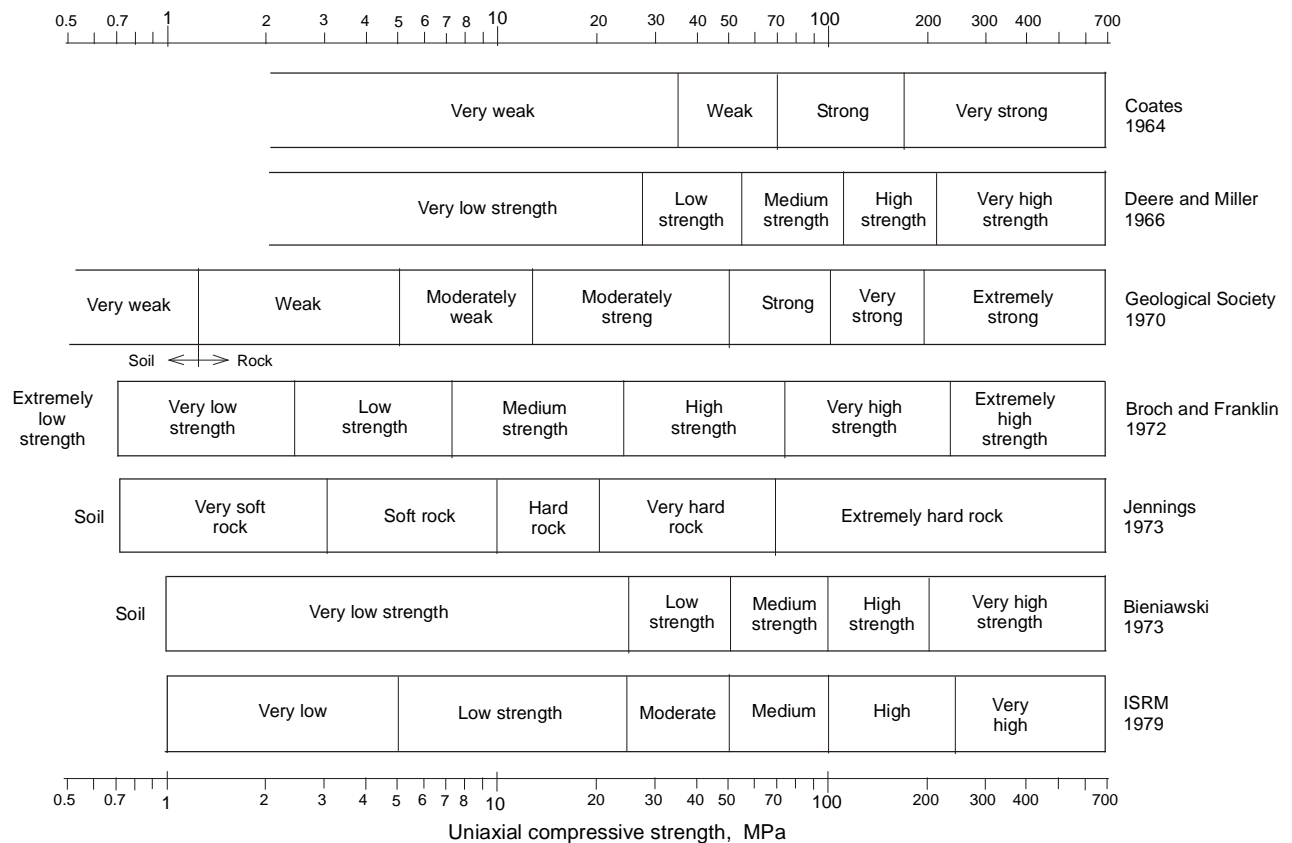 0.5 0.7 1 2 3 4 5 6 7 8 10 20 30 40 50 70 100 200 300 400 700
Very weak Weak Strong Very strong
Coates
1964
Very low strength
Low
strength
Medium
strength
High
strength
Very high
strength
Deere and Miller
1966
Very weak Weak
Moderately
weak
Moderately
streng
Strong
Very
strong
Extremely
strong
Geological Society
1970
Soil Rock
Extremely
low
strength
Very low
strength
Low
strength
Medium
strength
High
strength
Very high
strength
Extremely
high
strength
Broch and Franklin
1972
Soil
Very soft
rock
Soft rock
Hard
rock
Very hard
rock
Extremely hard rock
Jennings
1973
Soil
Very low strength
Low
strength
Medium
strength
High
strength
Very high
strength
Bieniawski
1973
Very low Low strength Moderate Medium High
Very
high
ISRM
1979
0.5 0.7 1 2 3 4 5 6 7 8 10 20 30 40 50 70 100 200 300 400 700
Uniaxial compressive strength, MPa